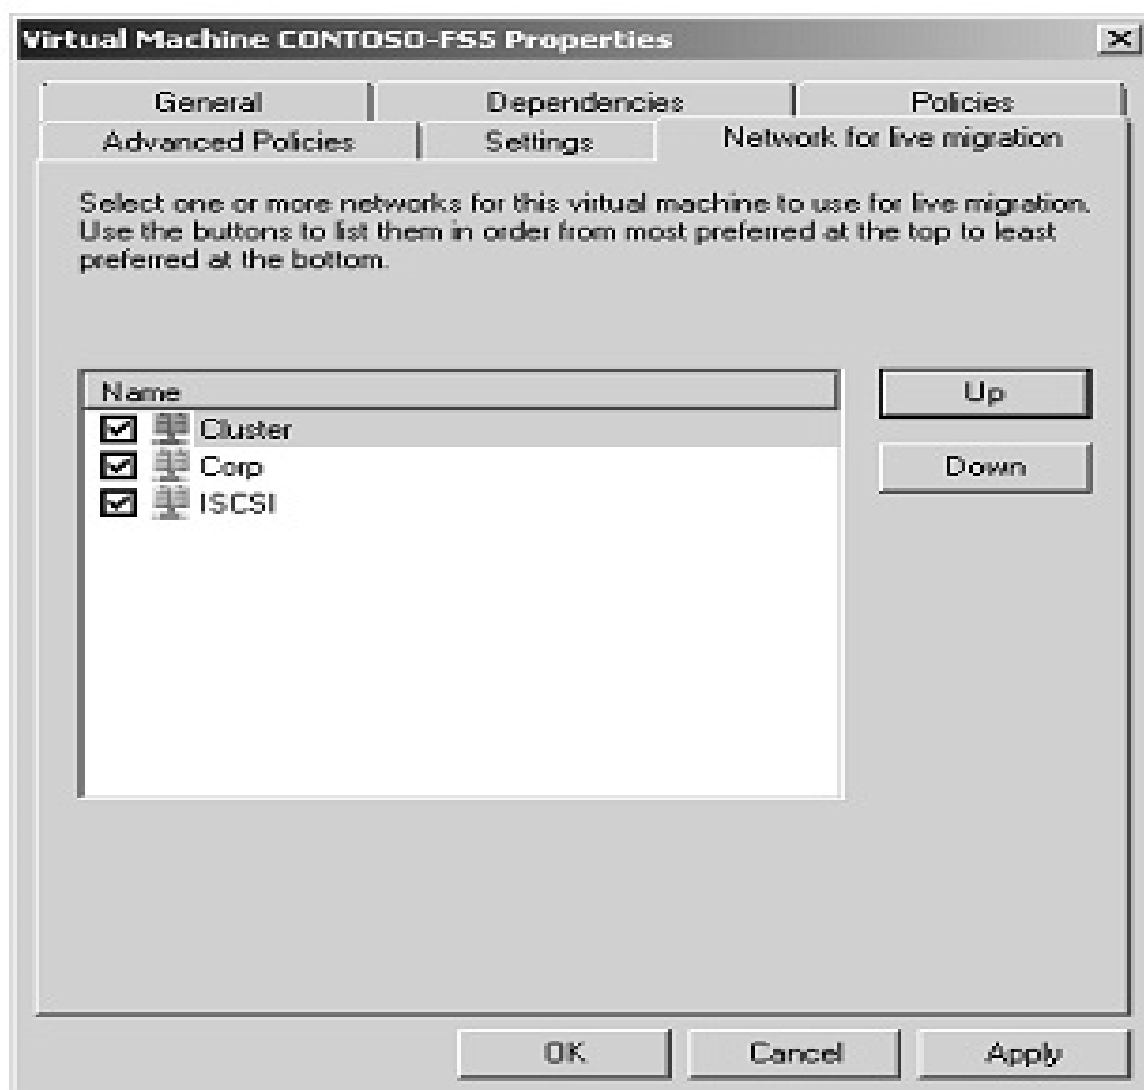 Virtual Machine CONTOSO-FS5 Properties
General Dependencies Policies
Advanced Policies Settings Network for live migration
Select one or more networks for this virtual machine to use for live migration.
Use the buttons to list them in order from most preferred at the top to least
preferred at the bottom.
Name
Cluster
Corp
ISCSI
Up
Down
OK Cancel Apply